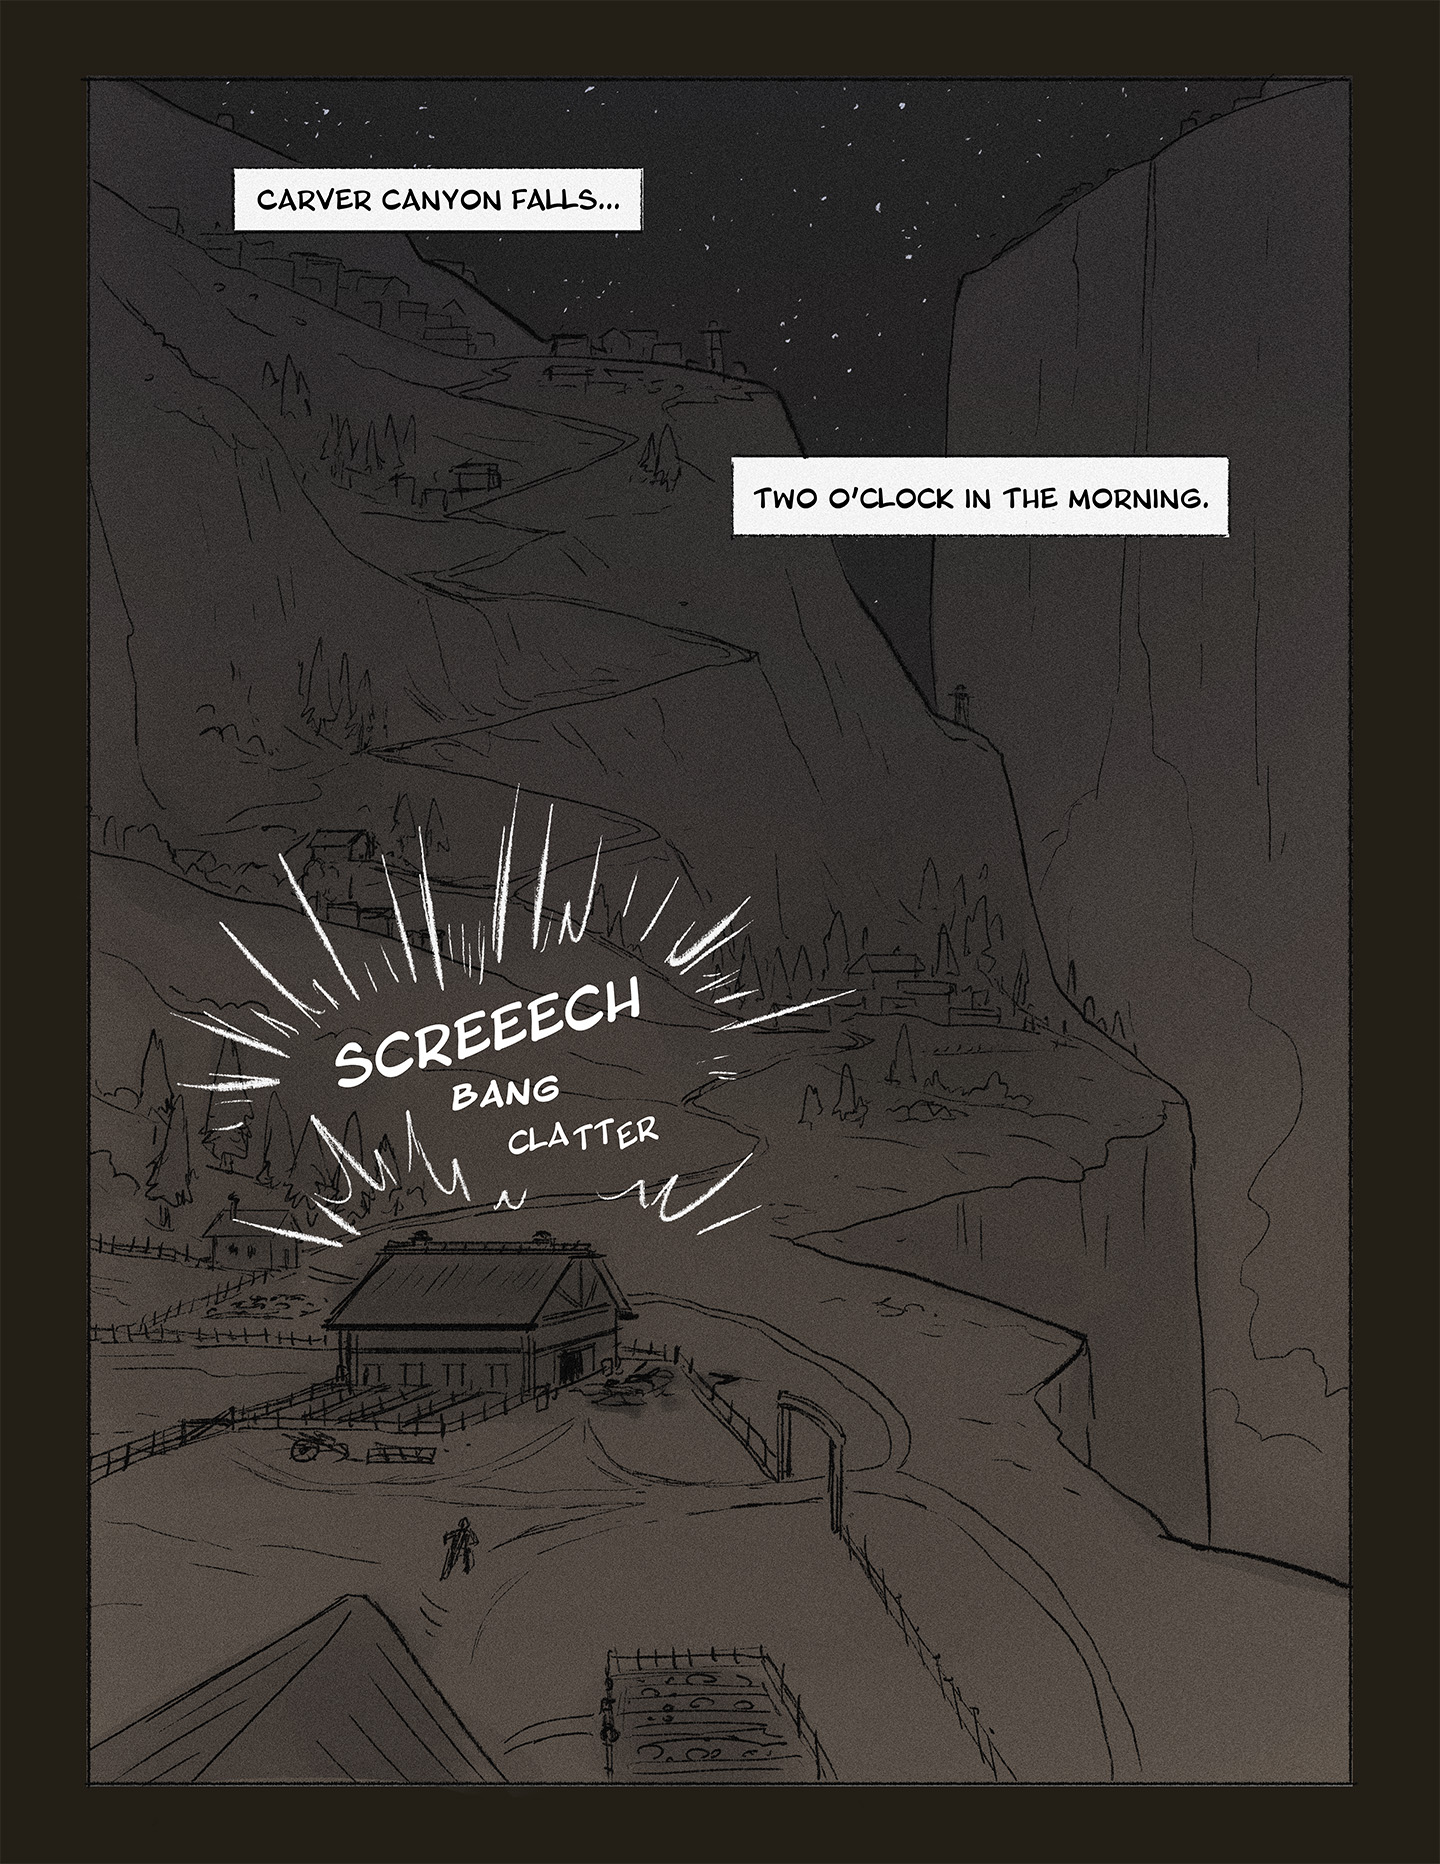 CARVER CANYON FALLS...
TWO O'CLOCK IN THE MORNING.
SCREEECH
BANG
CLATTER